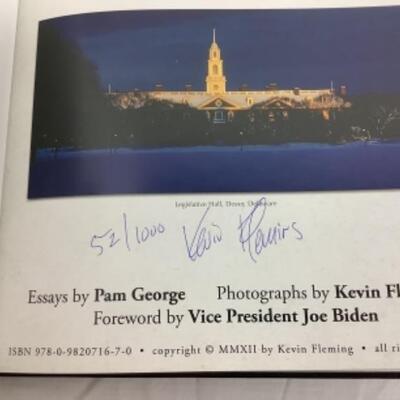 Legislative Hall, Dover, Delaware
52/1000 Kevin Fleming
Essays by Pam George Photographs by Kevin Fl
Foreword by Vice President Joe Biden
ISBN 978-0-9820716-7-0 • copyright © MMXII by Kevin Fleming • all ri